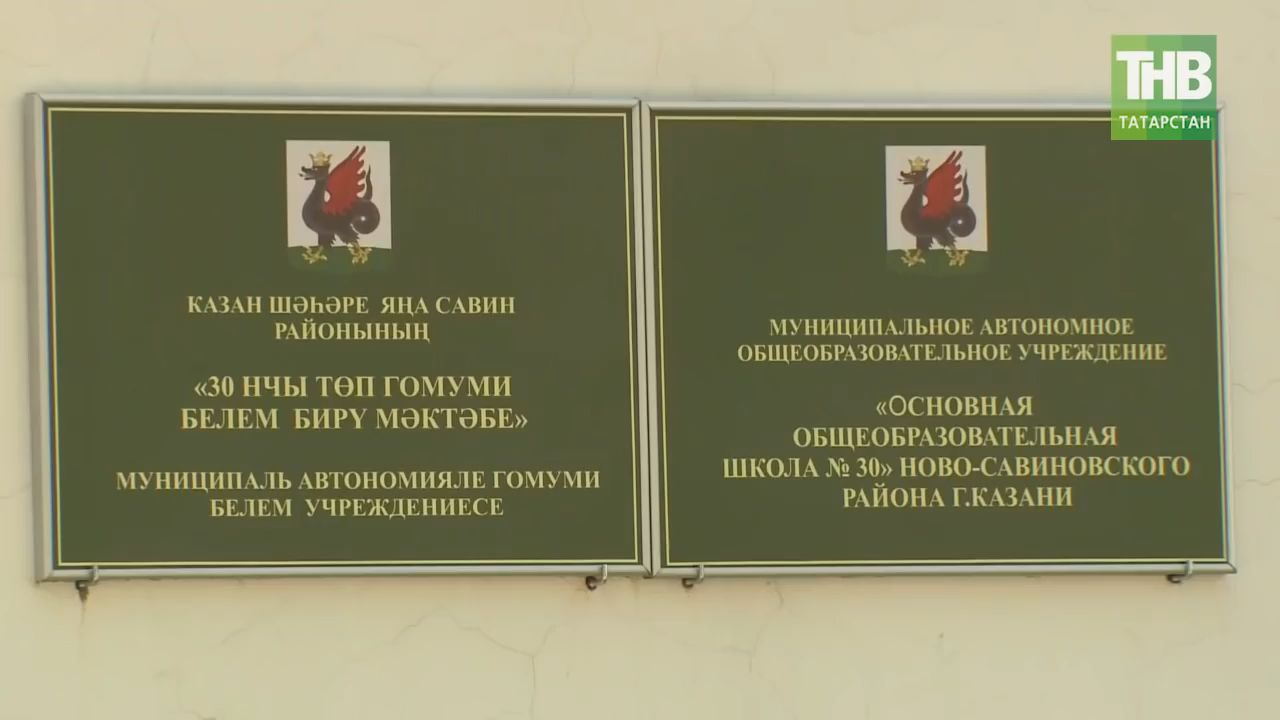 ТНВ
ТАТАРСТАН
КАЗАН ШӘҺӘРЕ ЯҢА САВИН
РАЙОНЫНЫҢ
«30 НЧЫ ТӨП ГОМУМИ
БЕЛЕМ БИРҮ МӘКТӘБЕ»
МУНИЦИПАЛЬ АВТОНОМИЯЛЕ ГОМУМИ
БЕЛЕМ УЧРЕЖДЕНИЕСЕ
МУНИЦИПАЛЬНОЕ АВТОНОМНОЕ
ОБЩЕОБРАЗОВАТЕЛЬНОЕ УЧРЕЖДЕНИЕ
«ОСНОВНАЯ
ОБЩЕОБРАЗОВАТЕЛЬНАЯ
ШКОЛА № 30» НОВО-САВИНОВСКОГО
РАЙОНА Г.КАЗАНИ